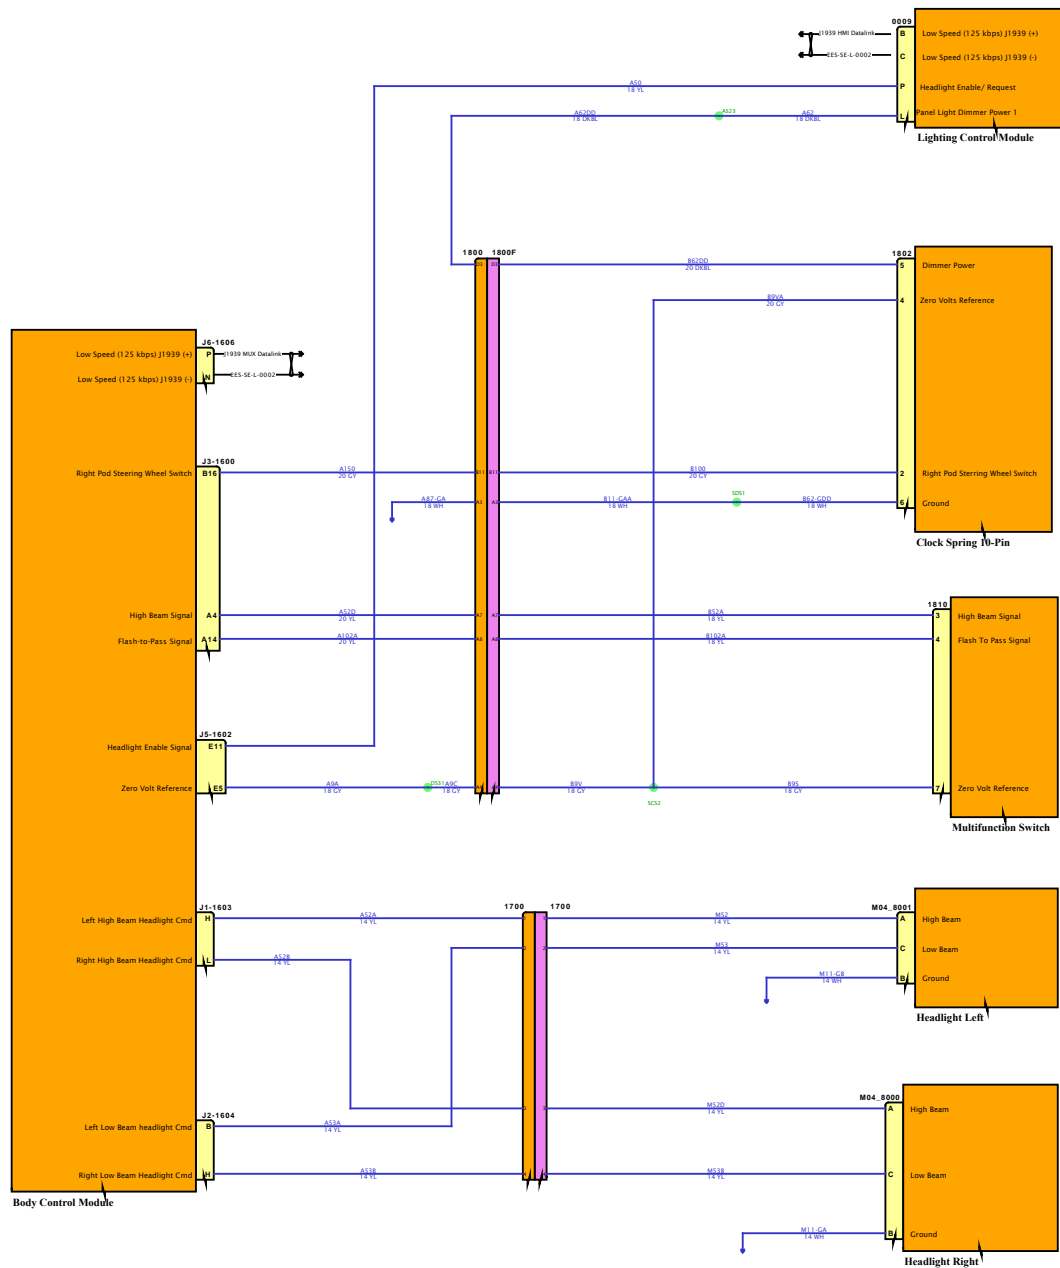 0009
B
Low Speed (125 kbps) J1939 (+)
J1939 HMI Datalink
C
Low Speed (125 kbps) J1939 (-)
EES-SE-L-0002
A50
18 YL
P
Headlight Enable/ Request
A62DD
18 DKBL
A523
A62
18 DKBL
L
Panel Light Dimmer Power 1
Lighting Control Module
1800
1800F
1802
B62DD
20 DKBL
5
Dimmer Power
B9VA
20 GY
4
Zero Volts Reference
J6-1606
Low Speed (125 kbps) J1939 (+)
P
J1939 MUX Datalink
Low Speed (125 kbps) J1939 (-)
N
EES-SE-L-0002
J3-1600
Right Pod Steering Wheel Switch
B16
A150
20 GY
B11
B11
B100
20 GY
2
Right Pod Sterring Wheel Switch
A87-GA
18 WH
B11-GAA
18 WH
SDS1
B62-GDD
18 WH
6
Ground
Clock Spring 10-Pin
1810
High Beam Signal
A4
A52D
20 YL
A7
A7
B52A
18 YL
3
High Beam Signal
Flash-to-Pass Signal
A14
A102A
20 YL
A8
A8
B102A
18 YL
4
Flash To Pass Signal
J5-1602
Headlight Enable Signal
E11
Zero Volt Reference
E5
A9A
18 GY
DSS1
A9C
18 GY
B9V
18 GY
SCS2
B9S
18 GY
7
Zero Volt Reference
Multifunction Switch
J1-1603
1700
1700
M04_8001
Left High Beam Headlight Cmd
H
A52A
14 YL
M52
14 YL
A
High Beam
Right High Beam Headlight Cmd
L
A52B
14 YL
2
2
M53
14 YL
C
Low Beam
M11-GB
14 WH
B
Ground
Headlight Left
J2-1604
M04_8000
Left Low Beam headlight Cmd
B
A53A
14 YL
3
3
M52D
14 YL
A
High Beam
Right Low Beam Headlight Cmd
H
A53B
14 YL
M53B
14 YL
C
Low Beam
Body Control Module
M11-GA
14 WH
B
Ground
Headlight Right